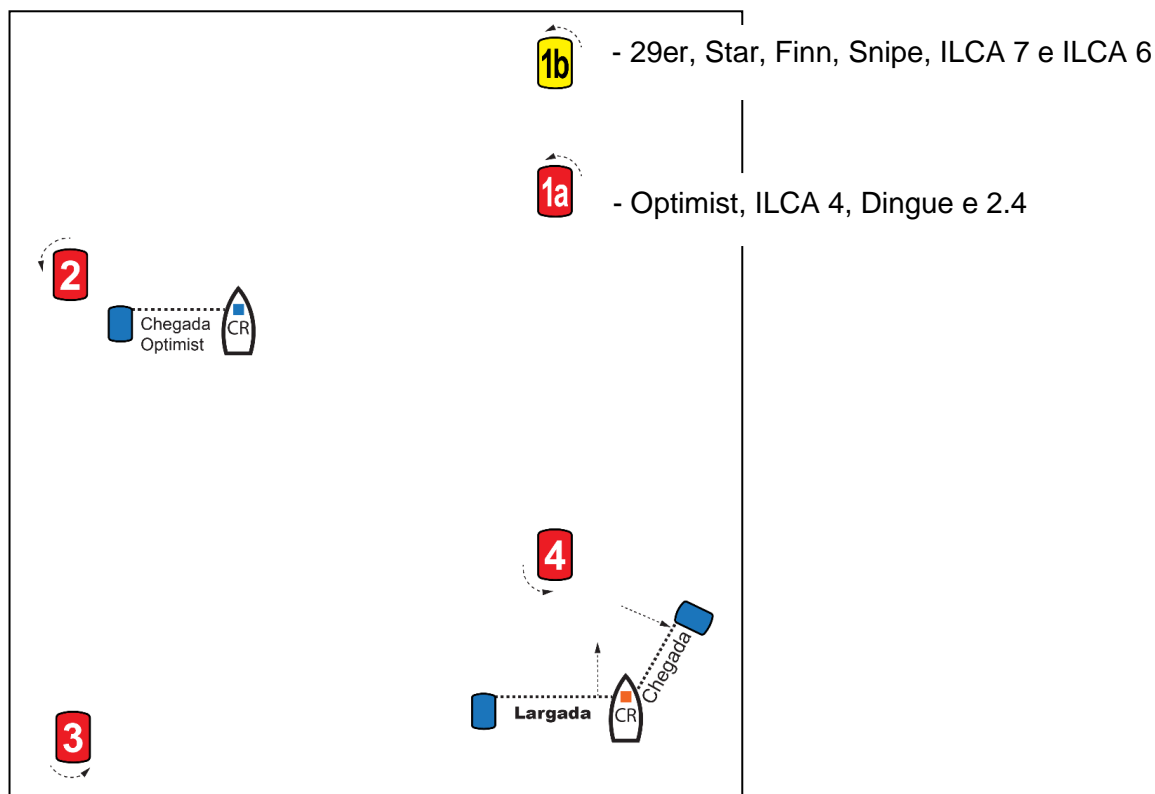 1b
- 29er, Star, Finn, Snipe, ILCA 7 e ILCA 6
1a
- Optimist, ILCA 4, Dingue e 2.4
2
Chegada
Optimist
CR
4
Chegada
Largada
CR
3